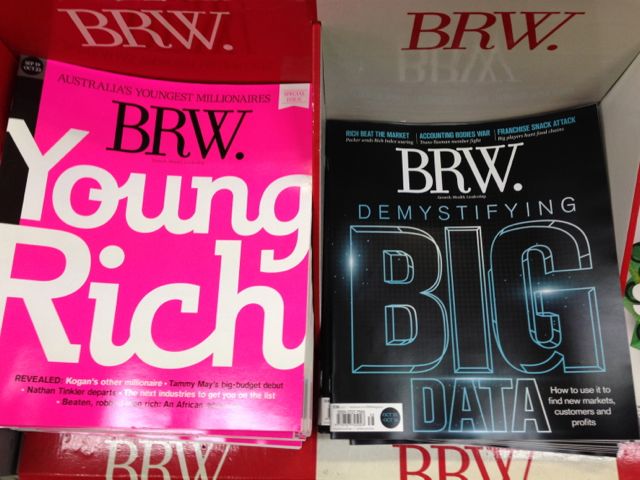 BRW.
BRW.
SEP 19
AUSTRALIA'S YOUNGEST MILLIONAIRES
SPECIAL
ISSUE
BRW.
Young
Rich
REVEALED: Kogan's other millionaire • Tammy May's big-budget debut
• Nathan Tinkler departs • The next industries to get you on the list
• Beaten, robbed, rich: An African
RICH BEAT THE MARKET
Packer sends Rich Index soaring
ACCOUNTING BODIES WAR
Trans-Tasman member fight
FRANCHISE SNACK ATTACK
Big players hunt food chains
BRW.
Growth. Wealth. Leadership
DEMYSTIFYING
BIG
DATA
How to use it to
find new markets,
customers and
profits
BRW.
BRW.